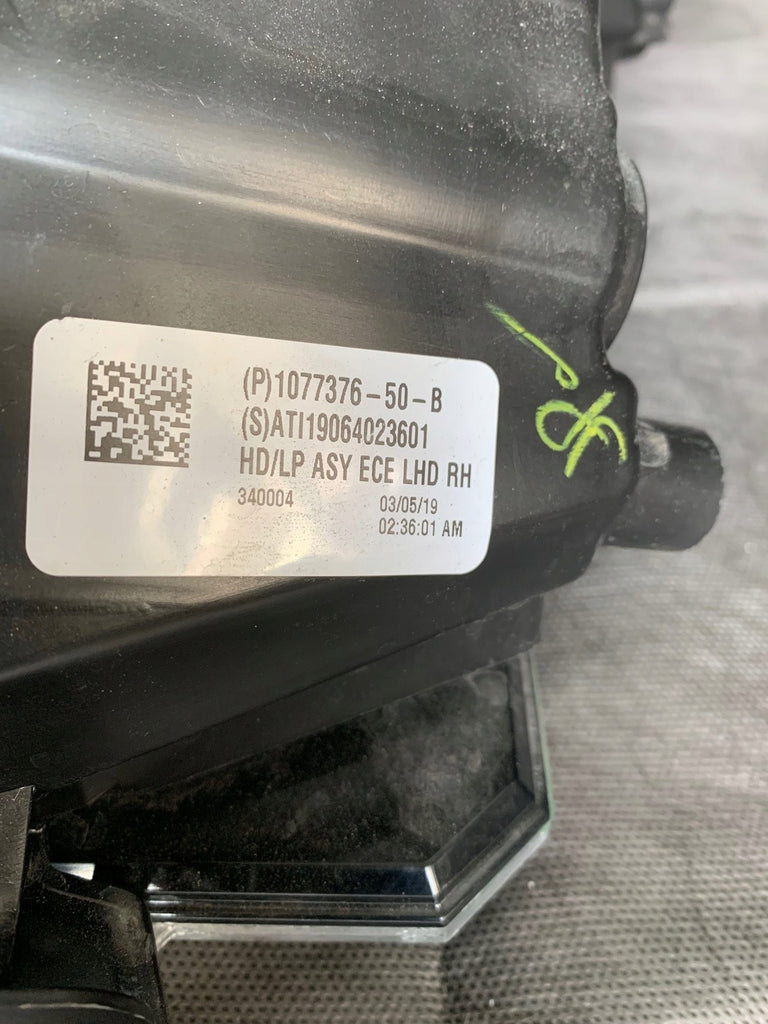 (P)1077376-50-B
(S)ATI19064023601
HD/LP ASY ECE LHD RH
340004 03/05/19
02:36:01 AM